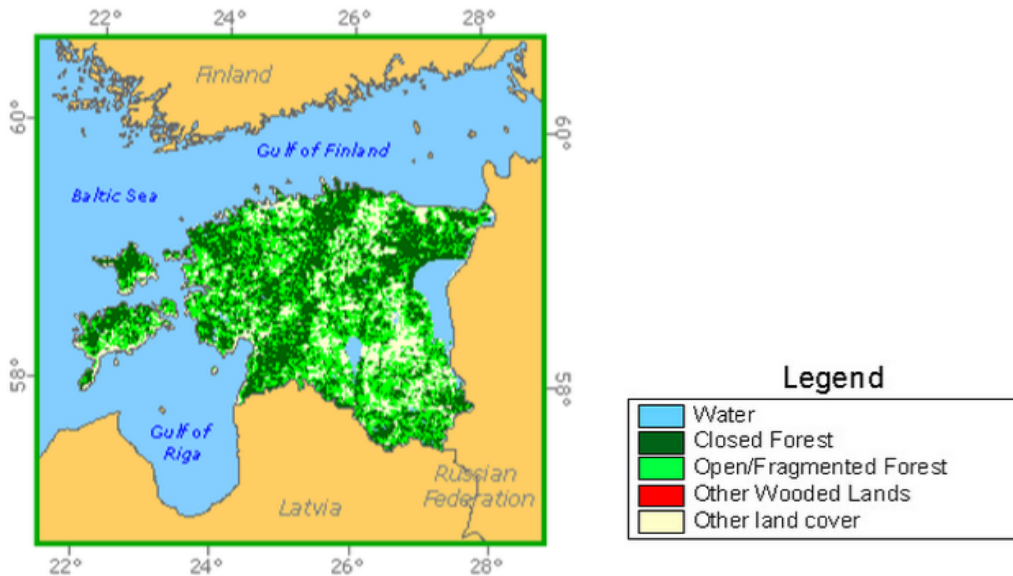 22° 24° 26° 28°
Finland
60° 60°
Gulf of Finland
Baltic Sea
58° 58°
Gulf of
Riga
Russian
Federation
Latvia
22° 24° 26° 28°
Legend
Water
Closed Forest
Open/Fragmented Forest
Other Wooded Lands
Other land cover